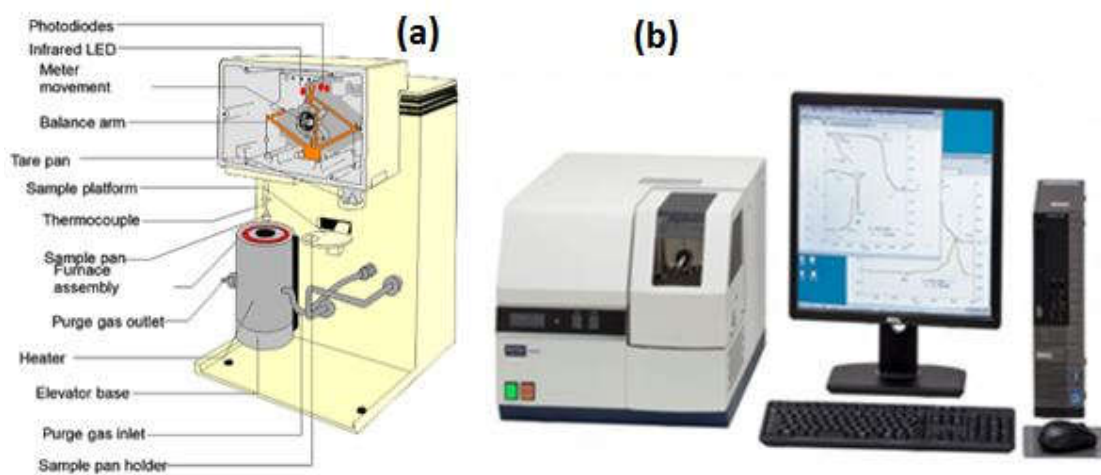 Photodiodes
(a)
(b)
Infrared LED
Meter
movement
Balance arm
Tare pan
Sample platform
Thermocouple
Sample pan
Furnace
assembly
Purge gas outlet
Heater
Elevator base
Purge gas inlet
Sample pan holder